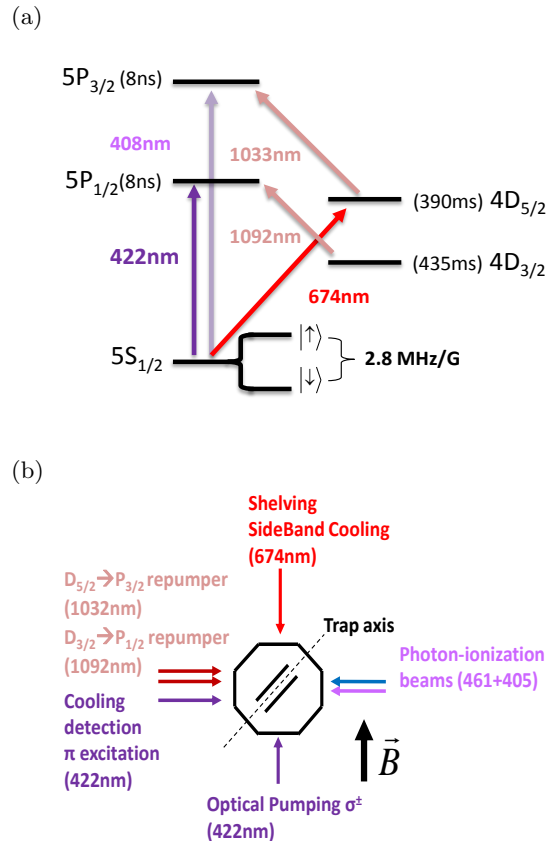 (a)
5P3/2 (8ns)
408nm
1033nm
5P1/2 (8ns)
(390ms) 4D5/2
1092nm
422nm
(435ms) 4D3/2
674nm
|↑⟩
5S1/2
2.8 MHz/G
|↓⟩
(b)
Shelving
SideBand Cooling
(674nm)
D5/2→P3/2 repumper
(1032nm)
D3/2→P1/2 repumper
(1092nm)
Trap axis
Photon-ionization
beams (461+405)
Cooling
detection
π excitation
(422nm)
B⃗
Optical Pumping σ±
(422nm)